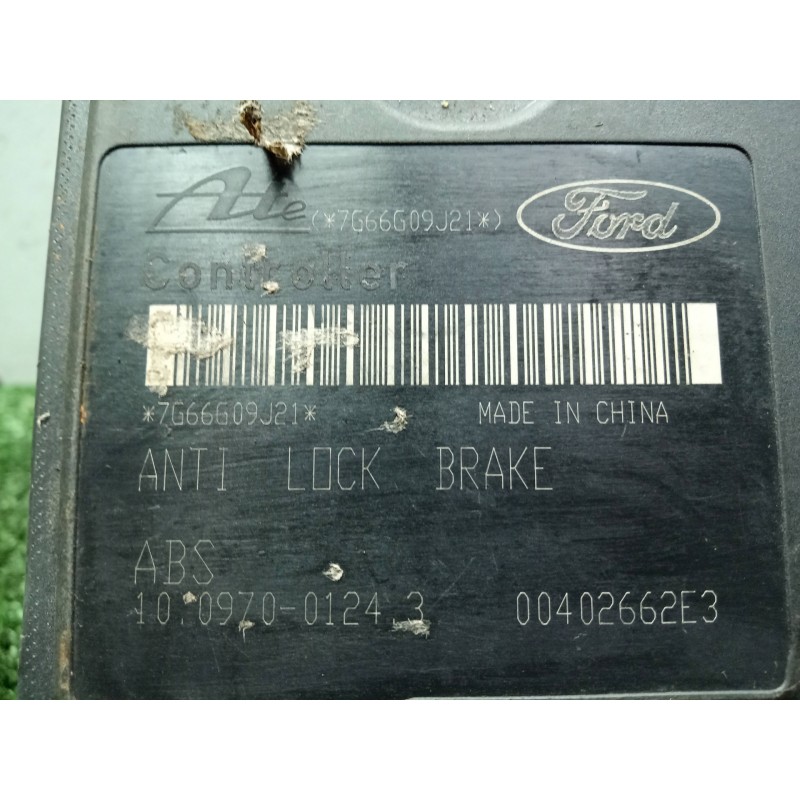 Ate (*7G66G09J21*) Ford
Controller
*7G66G09J21* MADE IN CHINA
ANTI LOCK BRAKE
ABS
10.0970-0124.3 00402662E3